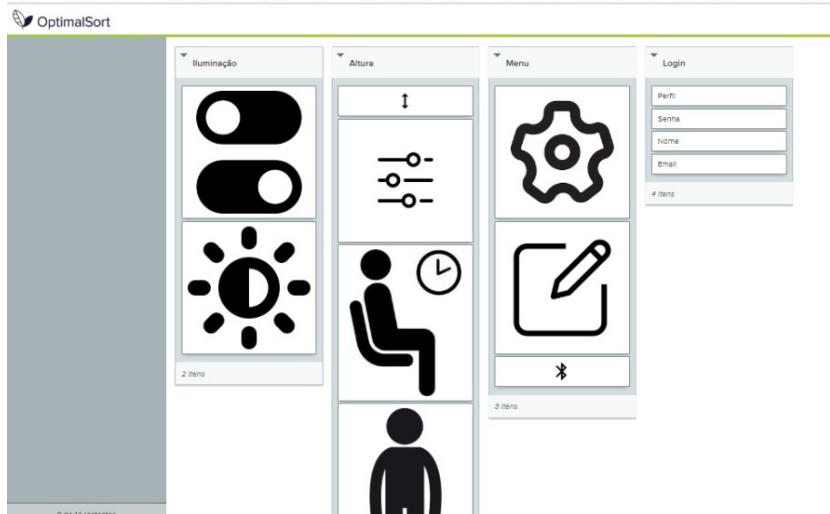 OptimalSort
Iluminação
2 itens
Altura
Menu
3 itens
Login
Perfil
Senha
Nome
Email
4 itens